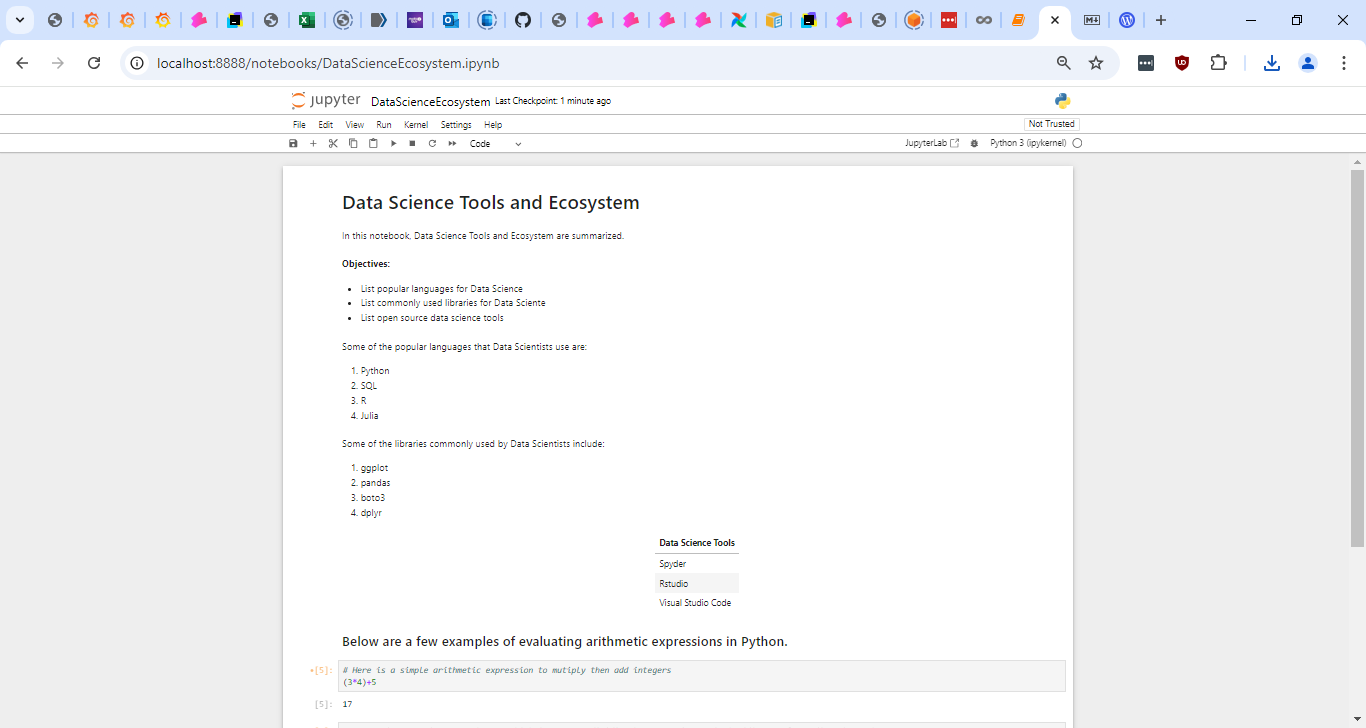 localhost:8888/notebooks/DataScienceEcosystem.ipynb
jupyter DataScienceEcosystem Last Checkpoint: 1 minute ago
File Edit View Run Kernel Settings Help
Not Trusted
Code
JupyterLab Python 3 (ipykernel)
Data Science Tools and Ecosystem
In this notebook, Data Science Tools and Ecosystem are summarized.
Objectives:
• List popular languages for Data Science
• List commonly used libraries for Data Sciente
• List open source data science tools
Some of the popular languages that Data Scientists use are:
1. Python
2. SQL
3. R
4. Julia
Some of the libraries commonly used by Data Scientists include:
1. ggplot
2. pandas
3. boto3
4. dplyr
Data Science Tools
Spyder
Rstudio
Visual Studio Code
Below are a few examples of evaluating arithmetic expressions in Python.
•[5]: # Here is a simple arithmetic expression to mutiply then add integers
(3*4)+5
[5]: 17